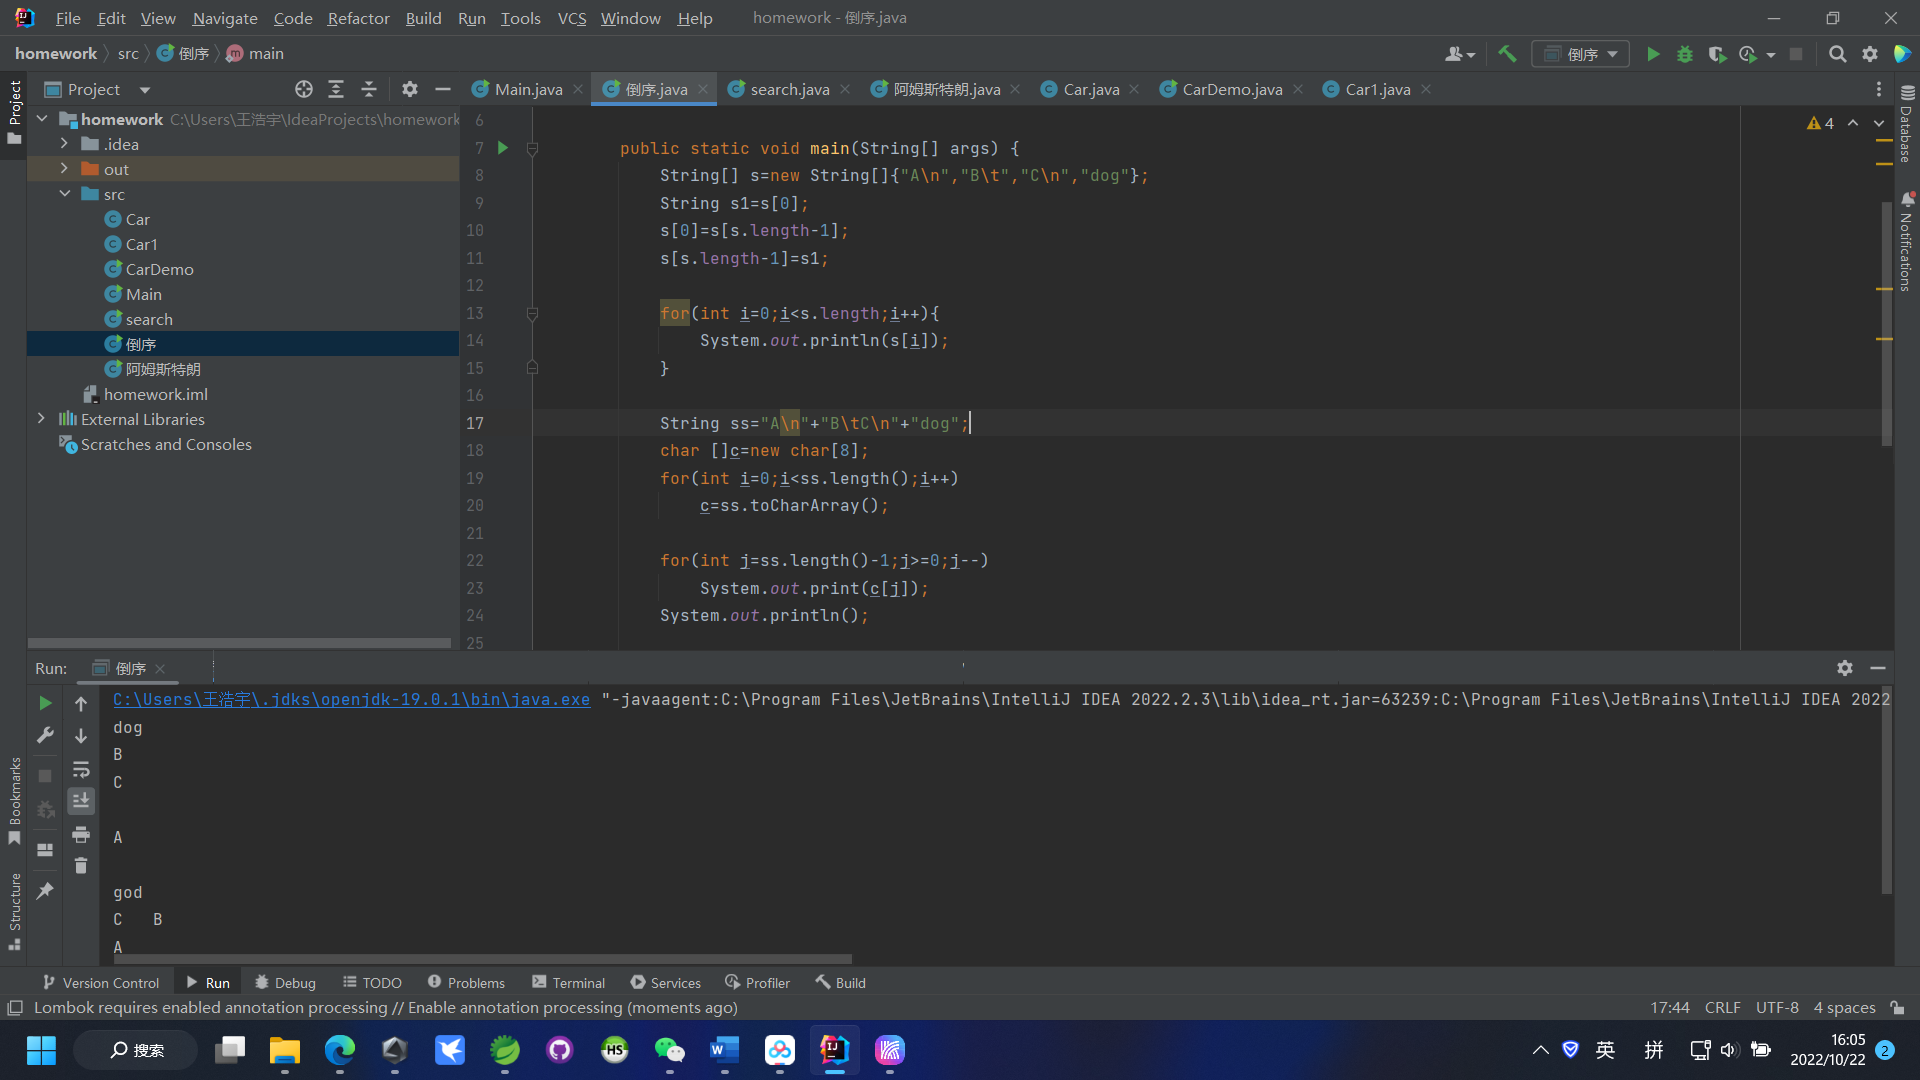 File Edit View Navigate Code Refactor Build Run Tools VCS Window Help homework - 倒序.java
homework src 倒序 main
倒序
Project
Main.java 倒序.java search.java 阿姆斯特朗.java Car.java CarDemo.java Car1.java
Project
homework C:\Users\王浩宇\IdeaProjects\homework
.idea
out
src
Car
Car1
CarDemo
Main
search
倒序
阿姆斯特朗
homework.iml
External Libraries
Scratches and Consoles
4
6
7 public static void main(String[] args) {
8 String[] s=new String[]{"A\n","B\t","C\n","dog"};
9 String s1=s[0];
10 s[0]=s[s.length-1];
11 s[s.length-1]=s1;
12
13 for(int i=0;i<s.length;i++){
14 System.out.println(s[i]);
15 }
16
17 String ss="A\n"+"B\tC\n"+"dog";
18 char []c=new char[8];
19 for(int i=0;i<ss.length();i++)
20 c=ss.toCharArray();
21
22 for(int j=ss.length()-1;j>=0;j--)
23 System.out.print(c[j]);
24 System.out.println();
25
Database
Notifications
Run: 倒序
C:\Users\王浩宇\.jdks\openjdk-19.0.1\bin\java.exe "-javaagent:C:\Program Files\JetBrains\IntelliJ IDEA 2022.2.3\lib\idea_rt.jar=63239:C:\Program Files\JetBrains\IntelliJ IDEA 2022
dog
B
C
A
god
C B
A
Bookmarks
Structure
Version Control Run Debug TODO Problems Terminal Services Profiler Build
Lombok requires enabled annotation processing // Enable annotation processing (moments ago) 17:44 CRLF UTF-8 4 spaces
搜索 HS W 英 拼 16:05
2022/10/22 2